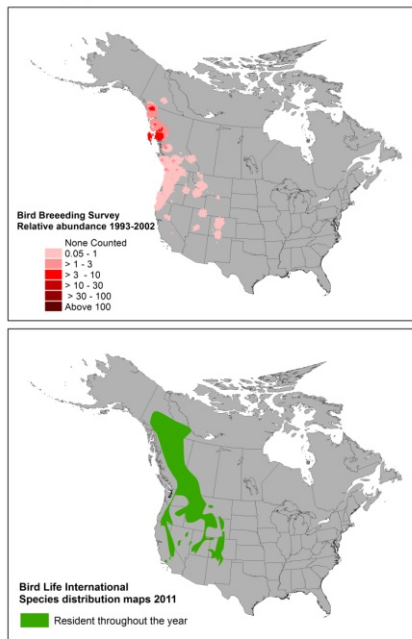 Bird Breeding Survey
Relative abundance 1993-2002
None Counted
0.05 - 1
> 1 - 3
> 3 - 10
> 10 - 30
> 30 - 100
Above 100
Bird Life International
Species distribution maps 2011
Resident throughout the year